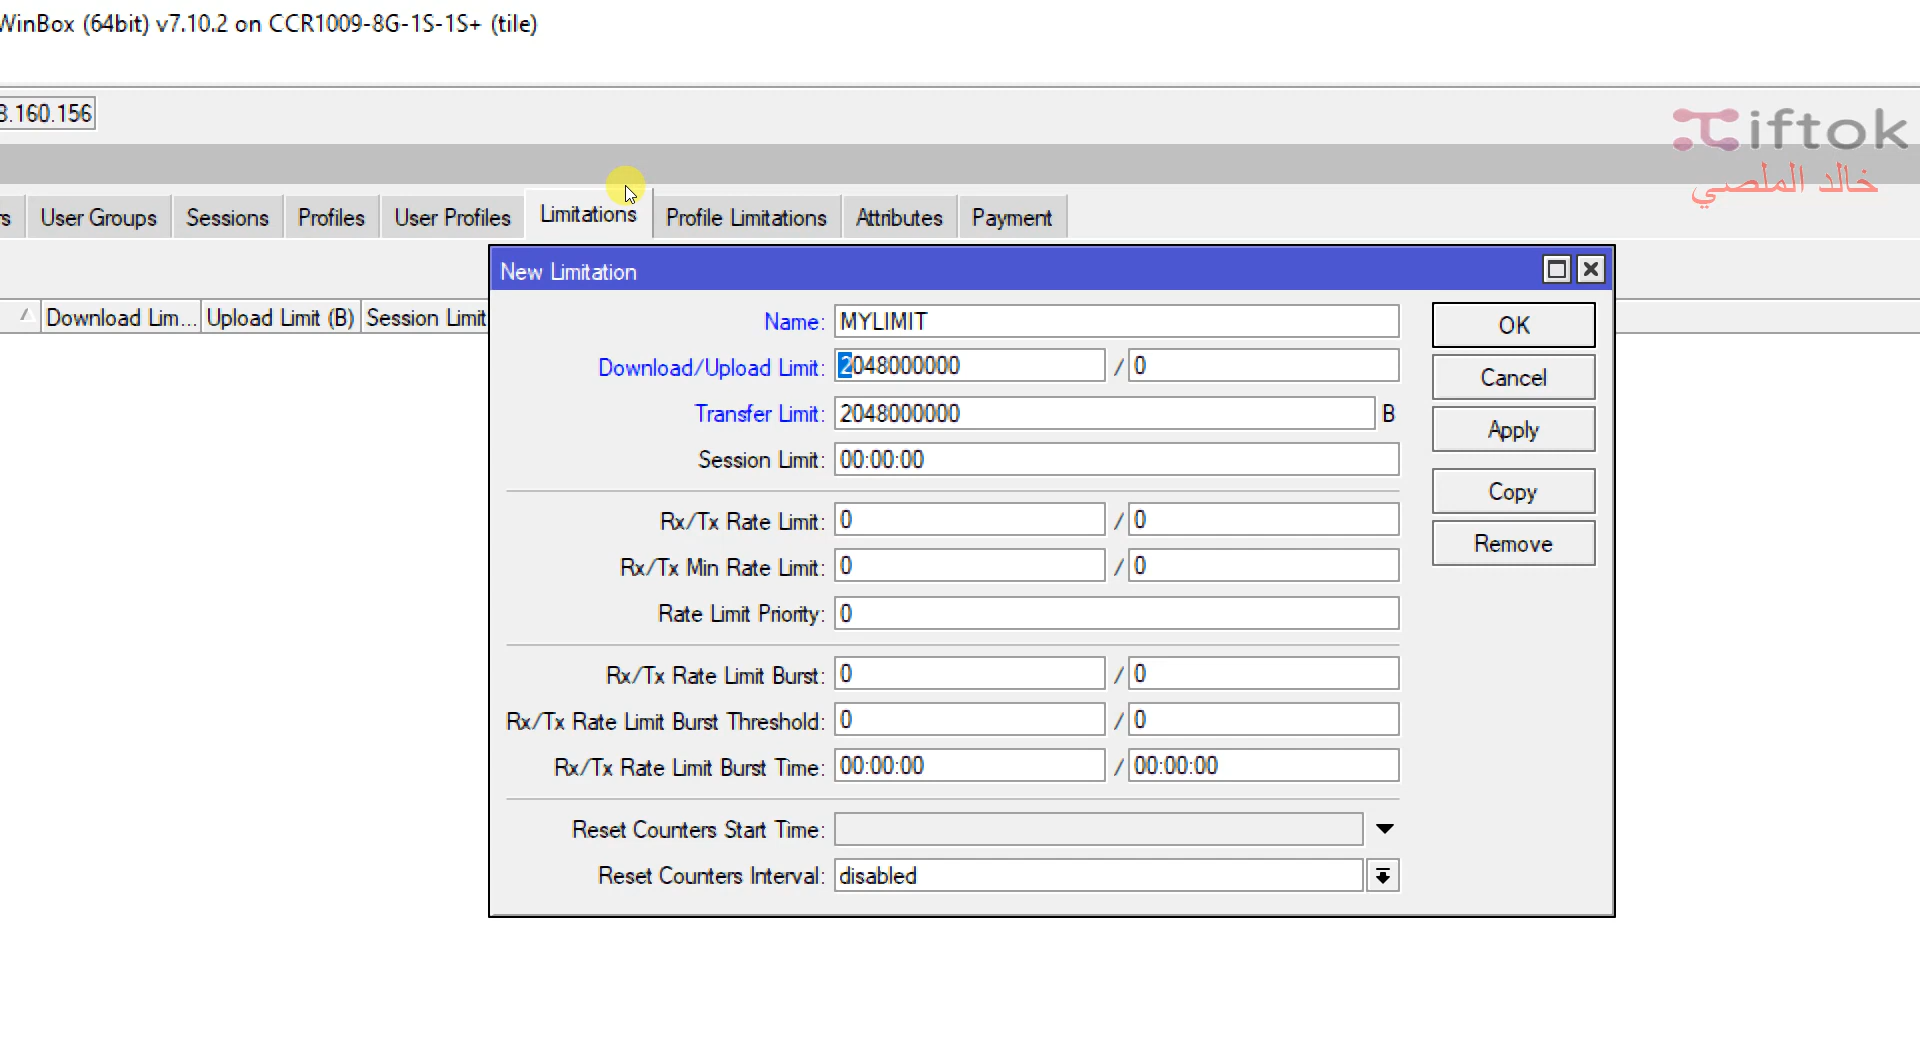 WinBox (64bit) v7.10.2 on CCR1009-8G-1S-1S+ (tile)
3.160.156
iftok
خالد الملصي
s User Groups Sessions Profiles User Profiles Limitations Profile Limitations Attributes Payment
New Limitation
Download Lim... Upload Limit (B) Session Limit
Name: MYLIMIT
Download/Upload Limit: 2048000000 / 0
Transfer Limit: 2048000000 B
Session Limit: 00:00:00
Rx/Tx Rate Limit: 0 / 0
Rx/Tx Min Rate Limit: 0 / 0
Rate Limit Priority: 0
Rx/Tx Rate Limit Burst: 0 / 0
Rx/Tx Rate Limit Burst Threshold: 0 / 0
Rx/Tx Rate Limit Burst Time: 00:00:00 / 00:00:00
Reset Counters Start Time:
Reset Counters Interval: disabled
OK
Cancel
Apply
Copy
Remove